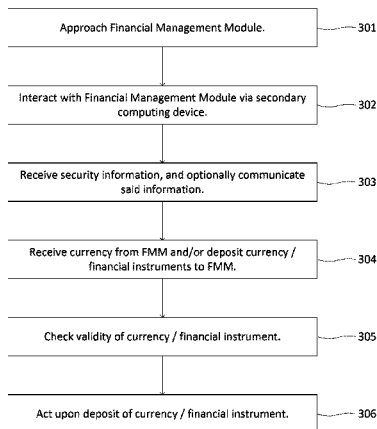 Approach Financial Management Module.
301
Interact with Financial Management Module via secondary
computing device.
302
Receive security information, and optionally communicate
said information.
303
Receive currency from FMM and/or deposit currency /
financial instruments to FMM.
304
Check validity of currency / financial instrument.
305
Act upon deposit of currency / financial instrument.
306